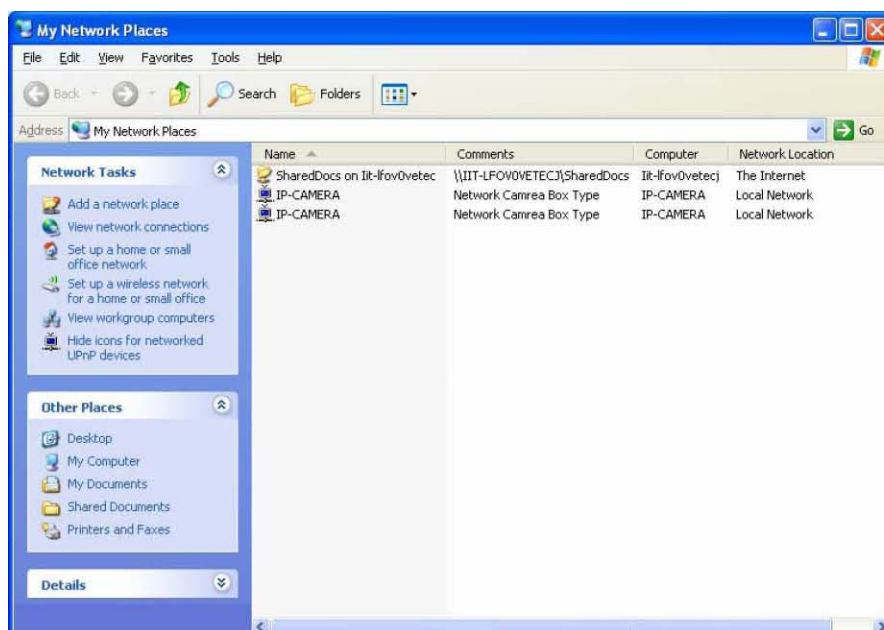 My Network Places
File Edit View Favorites Tools Help
Back Search Folders
Address My Network Places Go
Network Tasks
Add a network place
View network connections
Set up a home or small
office network
Set up a wireless network
for a home or small office
View workgroup computers
Hide icons for networked
UPnP devices
Other Places
Desktop
My Computer
My Documents
Shared Documents
Printers and Faxes
Details
Name Comments Computer Network Location
SharedDocs on Iit-lfov0vetec \\IIT-LFOV0VETECJ\SharedDocs Iit-lfov0vetecj The Internet
IP-CAMERA Network Camrea Box Type IP-CAMERA Local Network
IP-CAMERA Network Camrea Box Type IP-CAMERA Local Network